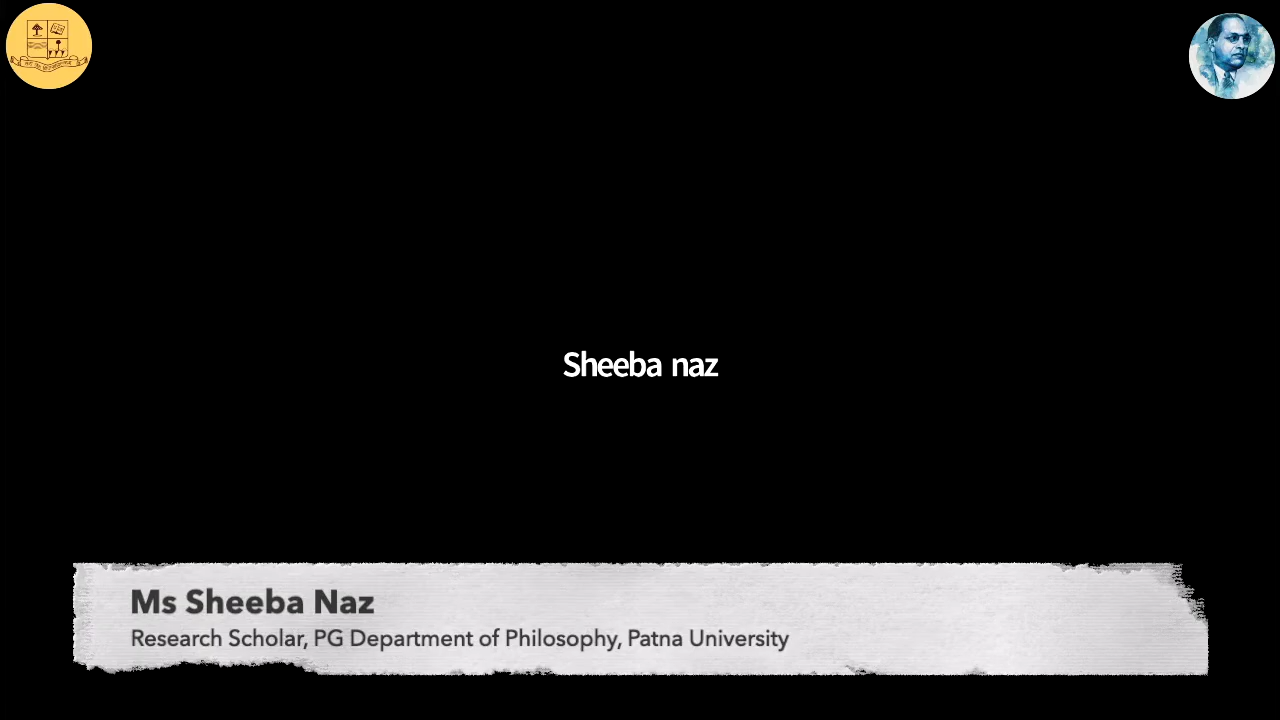 Sheeba naz
Ms Sheeba Naz
Research Scholar, PG Department of Philosophy, Patna University